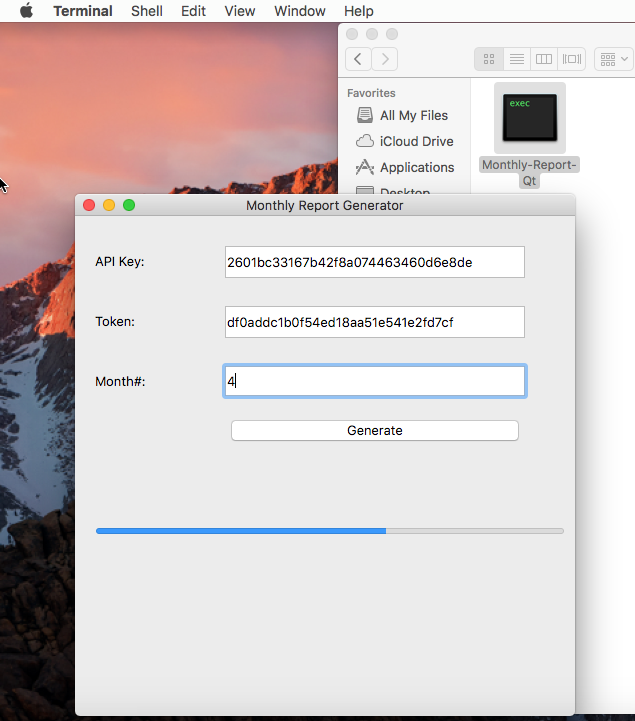 Terminal Shell Edit View Window Help
Favorites
All My Files
iCloud Drive
Applications
Desktop
exec
Monthly-Report-
Qt
Monthly Report Generator
API Key: 2601bc33167b42f8a074463460d6e8de
Token: df0addc1b0f54ed18aa51e541e2fd7cf
Month#: 4
Generate